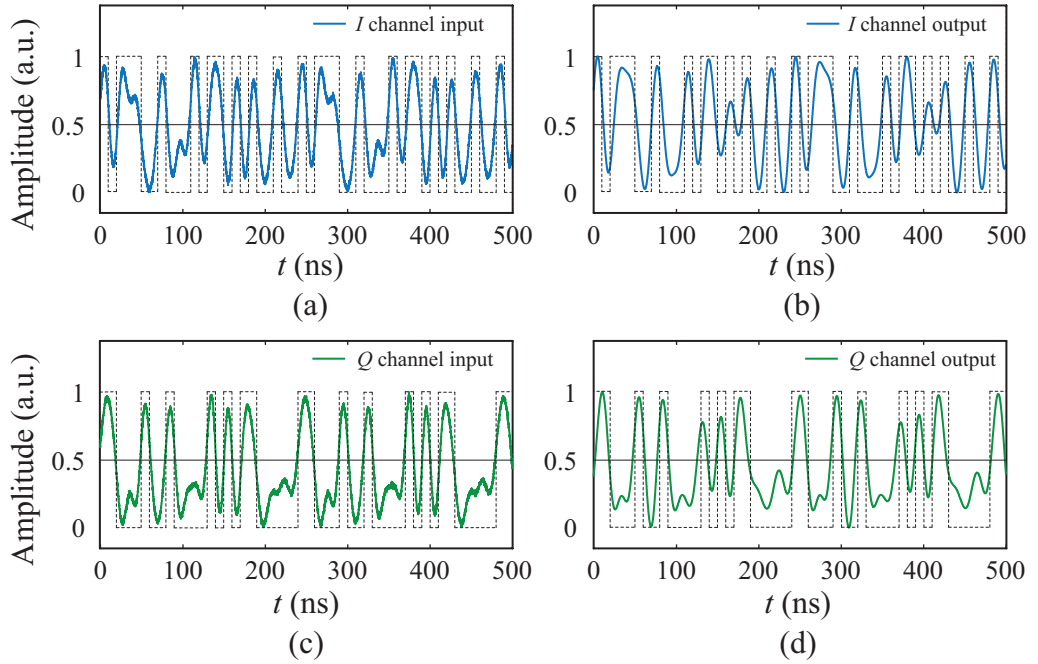 I channel input
Amplitude (a.u.)
1
0.5
0
0 100 200 300 400 500
t (ns)
(a)
I channel output
1
0.5
0
0 100 200 300 400 500
t (ns)
(b)
Q channel input
Amplitude (a.u.)
1
0.5
0
0 100 200 300 400 500
t (ns)
(c)
Q channel output
1
0.5
0
0 100 200 300 400 500
t (ns)
(d)